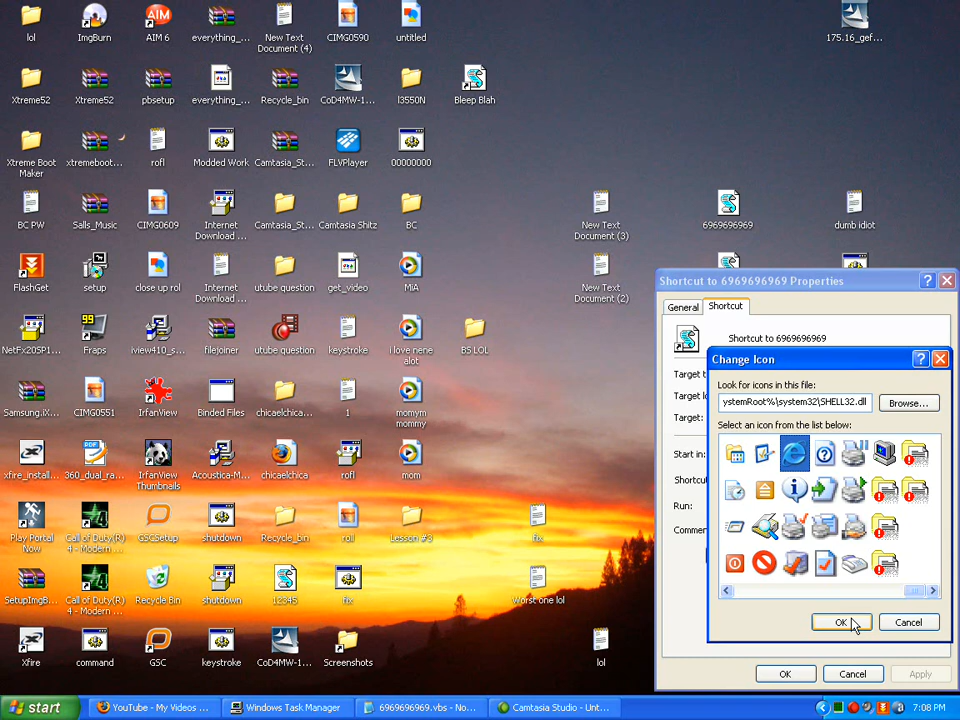 lol
ImgBurn
AIM 6
everything_...
New Text
Document (4)
CIMG0590
untitled
175.16_gef...
Xtreme52
Xtreme52
pbsetup
everything_...
Recycle_bin
CoD4MW-1...
l3550N
Bleep Blah
Xtreme Boot
Maker
xtremeboot...
rofl
Modded Work
Camtasia_St...
FLVPlayer
00000000
BC PW
Salls_Music
CIMG0609
Internet
Download ...
Camtasia_St...
Camtasia Shitz
BC
New Text
Document (3)
6969696969
dumb idiot
FlashGet
setup
close up rol
Internet
Download ...
utube question
get_video
MiA
New Text
Document (2)
NetFx20SP1...
Fraps
iview410_s...
filejoiner
utube question
keystroke
I love nene
alot
BS LOL
Samsung.iX...
CIMG0551
IrfanView
Binded Files
chicaelchica...
1
momym
mommy
xfire_install...
360_dual_ra...
IrfanView
Thumbnails
Acoustica-M...
chicaelchica
rofl
mom
Play Portal
Now
Call of Duty(R)
4 - Modern ...
GSCSetup
shutdown
Recycle_bin
roll
Lesson #3
fix
SetupImgB...
Call of Duty(R)
4 - Modern ...
Recycle Bin
shutdown
12345
fix
Worst one lol
Xfire
command
GSC
keystroke
CoD4MW-1...
Screenshots
lol
Shortcut to 6969696969 Properties
General
Shortcut
Shortcut to 6969696969
Target t
Target lo
Target:
Start in:
Shortcut
Run:
Comme
Change Icon
Look for icons in this file:
ystemRoot%\system32\SHELL32.dll
Browse...
Select an icon from the list below:
OK
Cancel
OK
Cancel
Apply
start
YouTube - My Videos ...
Windows Task Manager
6969696969.vbs - No...
Camtasia Studio - Unt...
7:08 PM